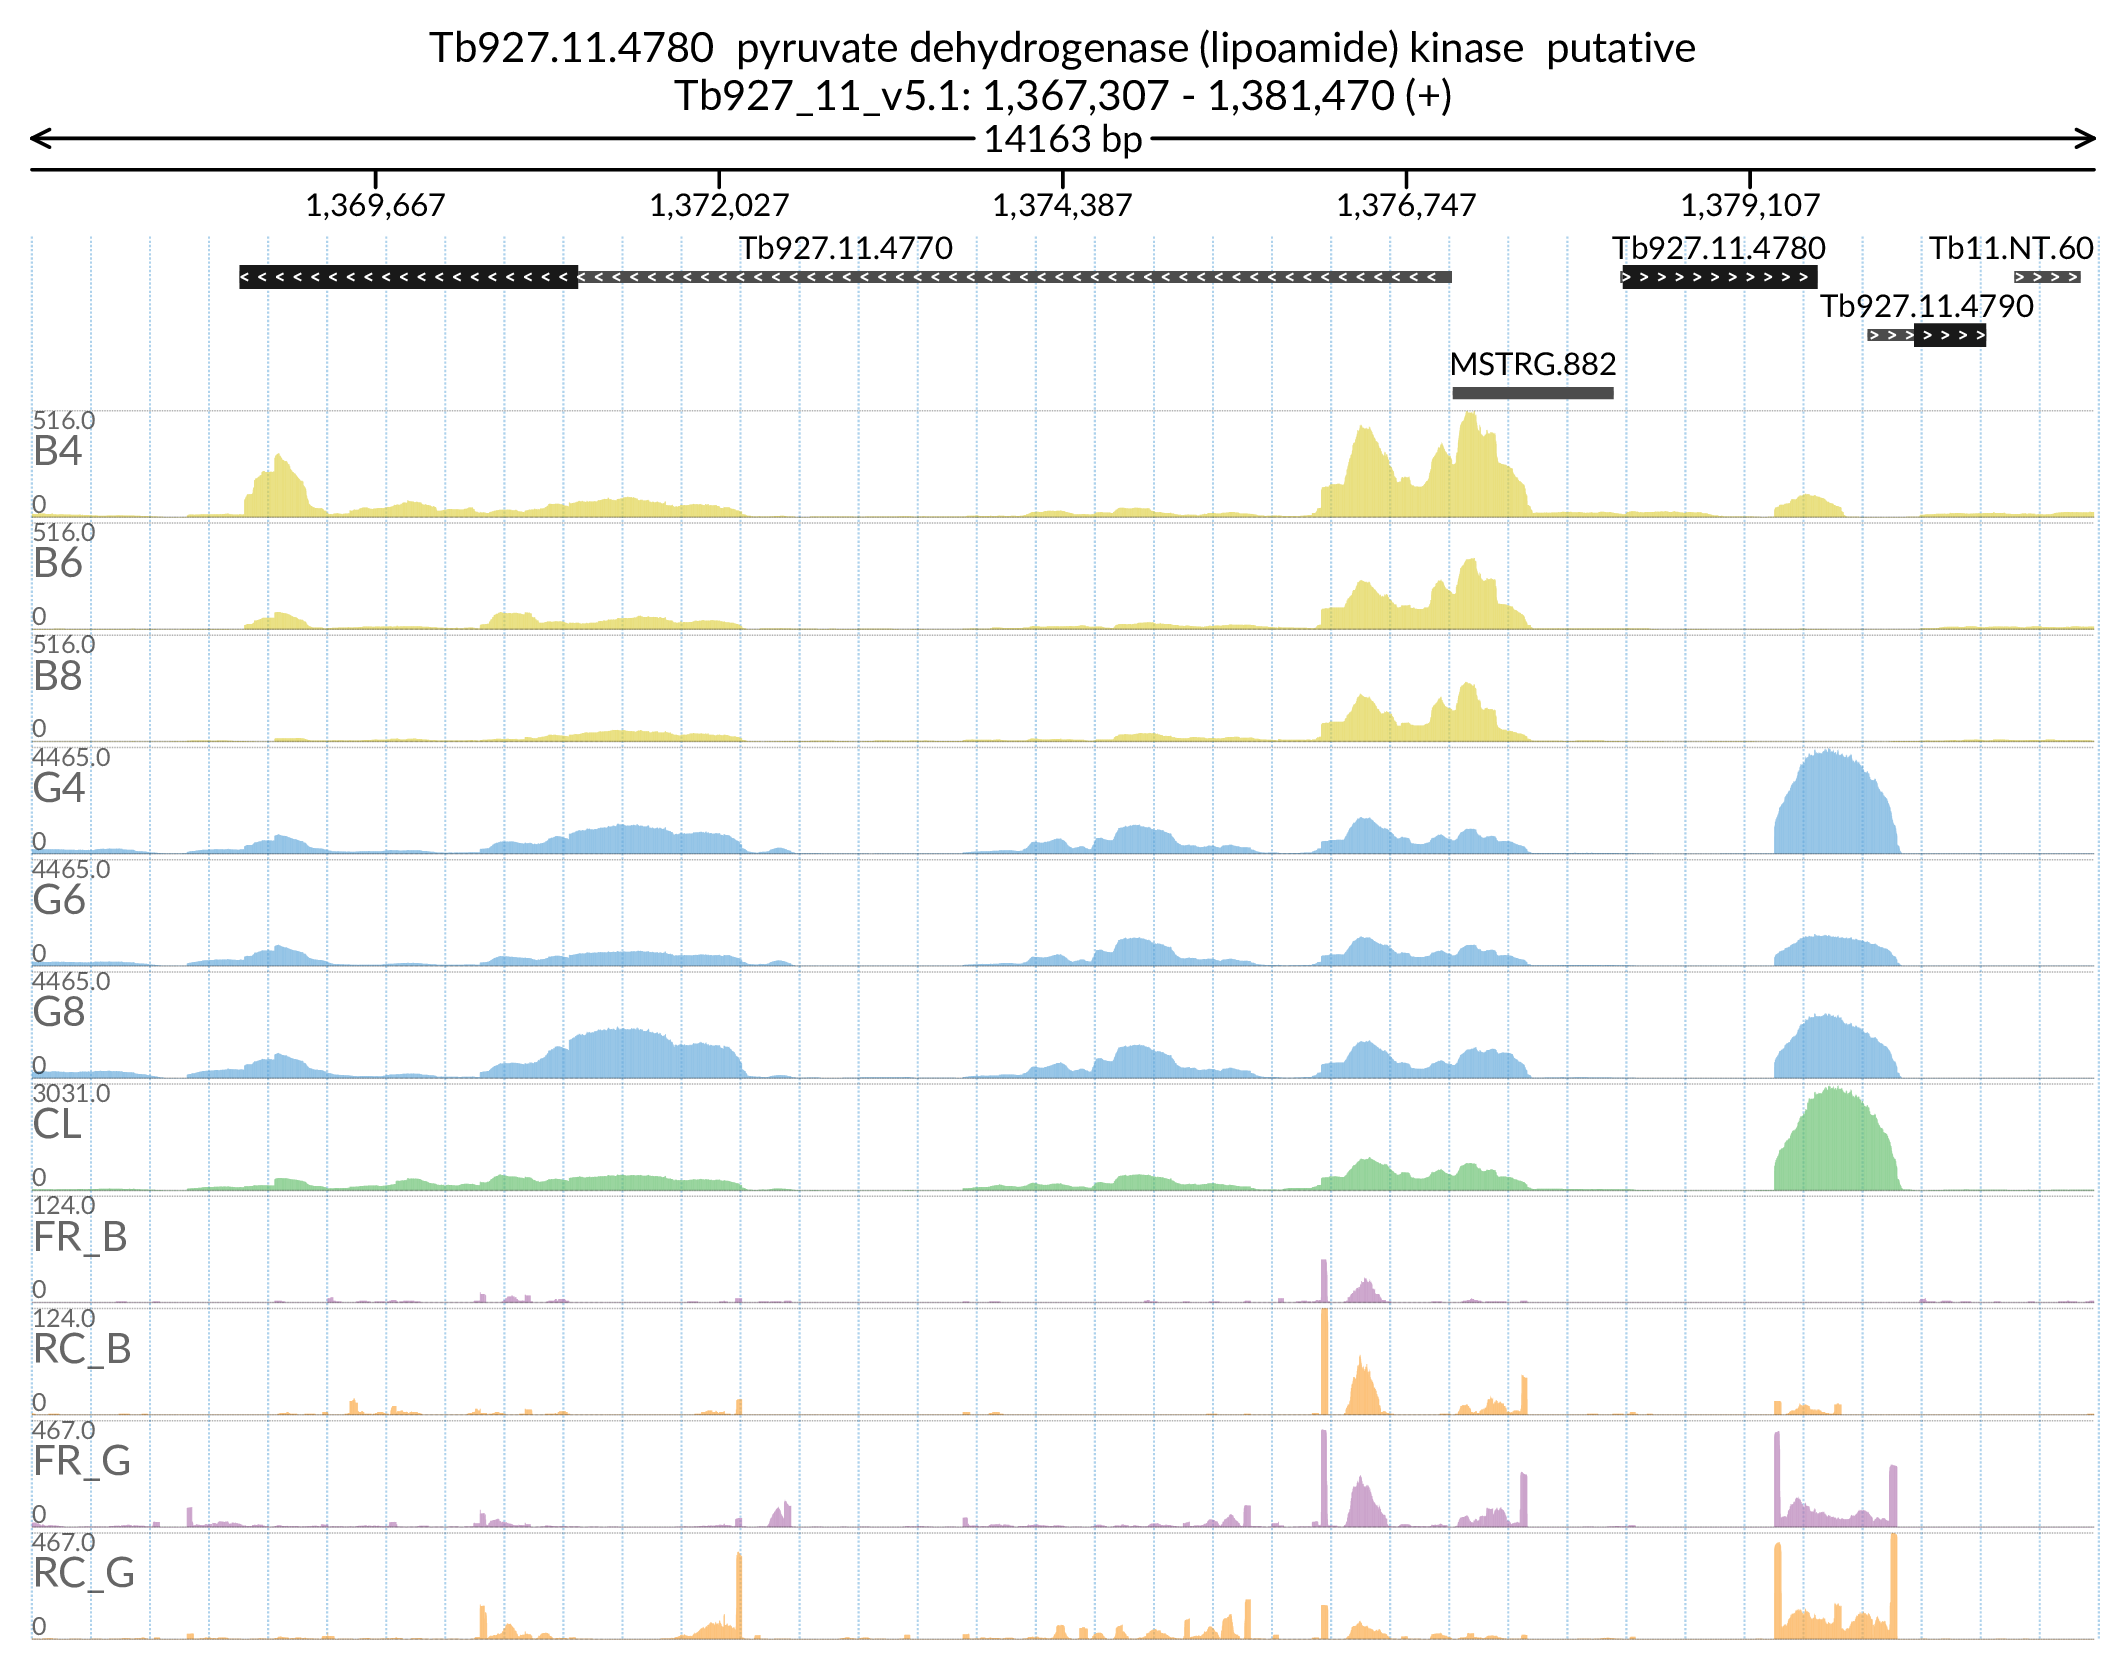 Tb927.11.4780 pyruvate dehydrogenase (lipoamide) kinase putative
Tb927_11_v5.1: 1,367,307 - 1,381,470 (+)
14163 bp
1,369,667 1,372,027 1,374,387 1,376,747 1,379,107
Tb927.11.4770 Tb927.11.4780 Tb11.NT.60
Tb927.11.4790
MSTRG.882
516.0
B4
0
516.0
B6
0
516.0
B8
0
4465.0
G4
0
4465.0
G6
0
4465.0
G8
0
3031.0
CL
0
124.0
FR_B
0
124.0
RC_B
0
467.0
FR_G
0
467.0
RC_G
0